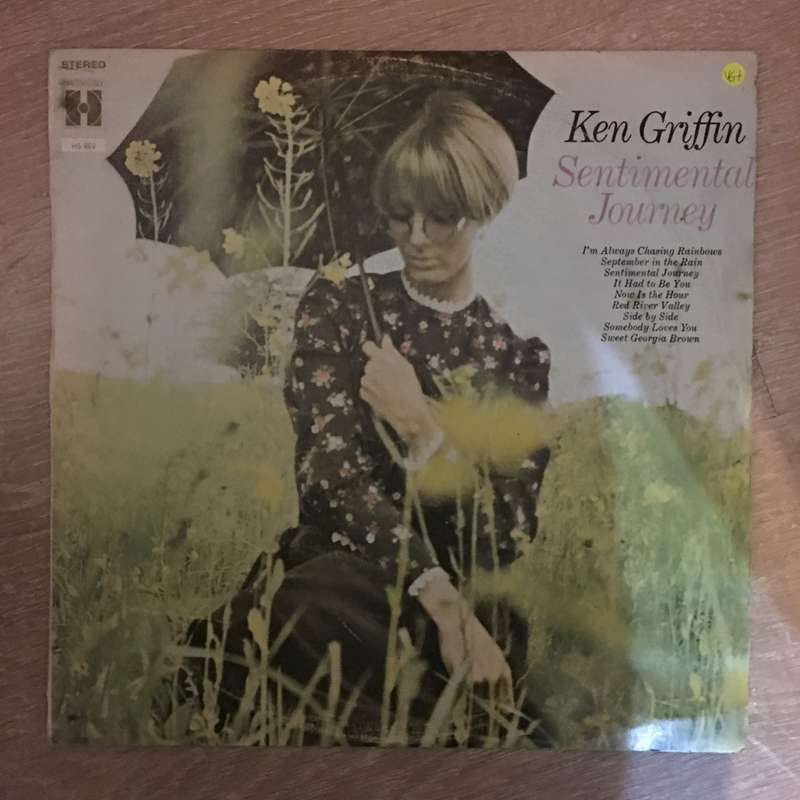 STEREO
VG+
Ken Griffin
Sentimental
Journey
I'm Always Chasing Rainbows
September in the Rain
Sentimental Journey
It Had to Be You
Now Is the Hour
Red River Valley
Side by Side
Somebody Loves You
Sweet Georgia Brown